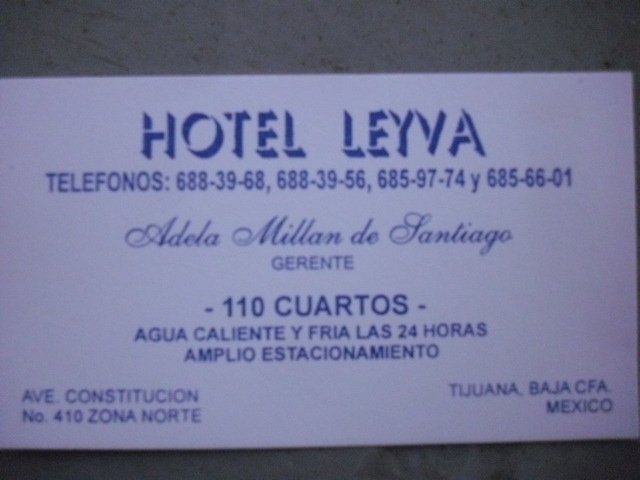 HOTEL LEYVA
TELEFONOS: 688-39-68, 688-39-56, 685-97-74 y 685-66-01
Adela Millan de Santiago
GERENTE
- 110 CUARTOS -
AGUA CALIENTE Y FRIA LAS 24 HORAS
AMPLIO ESTACIONAMIENTO
AVE. CONSTITUCION
No. 410 ZONA NORTE
TIJUANA, BAJA CFA.
MEXICO